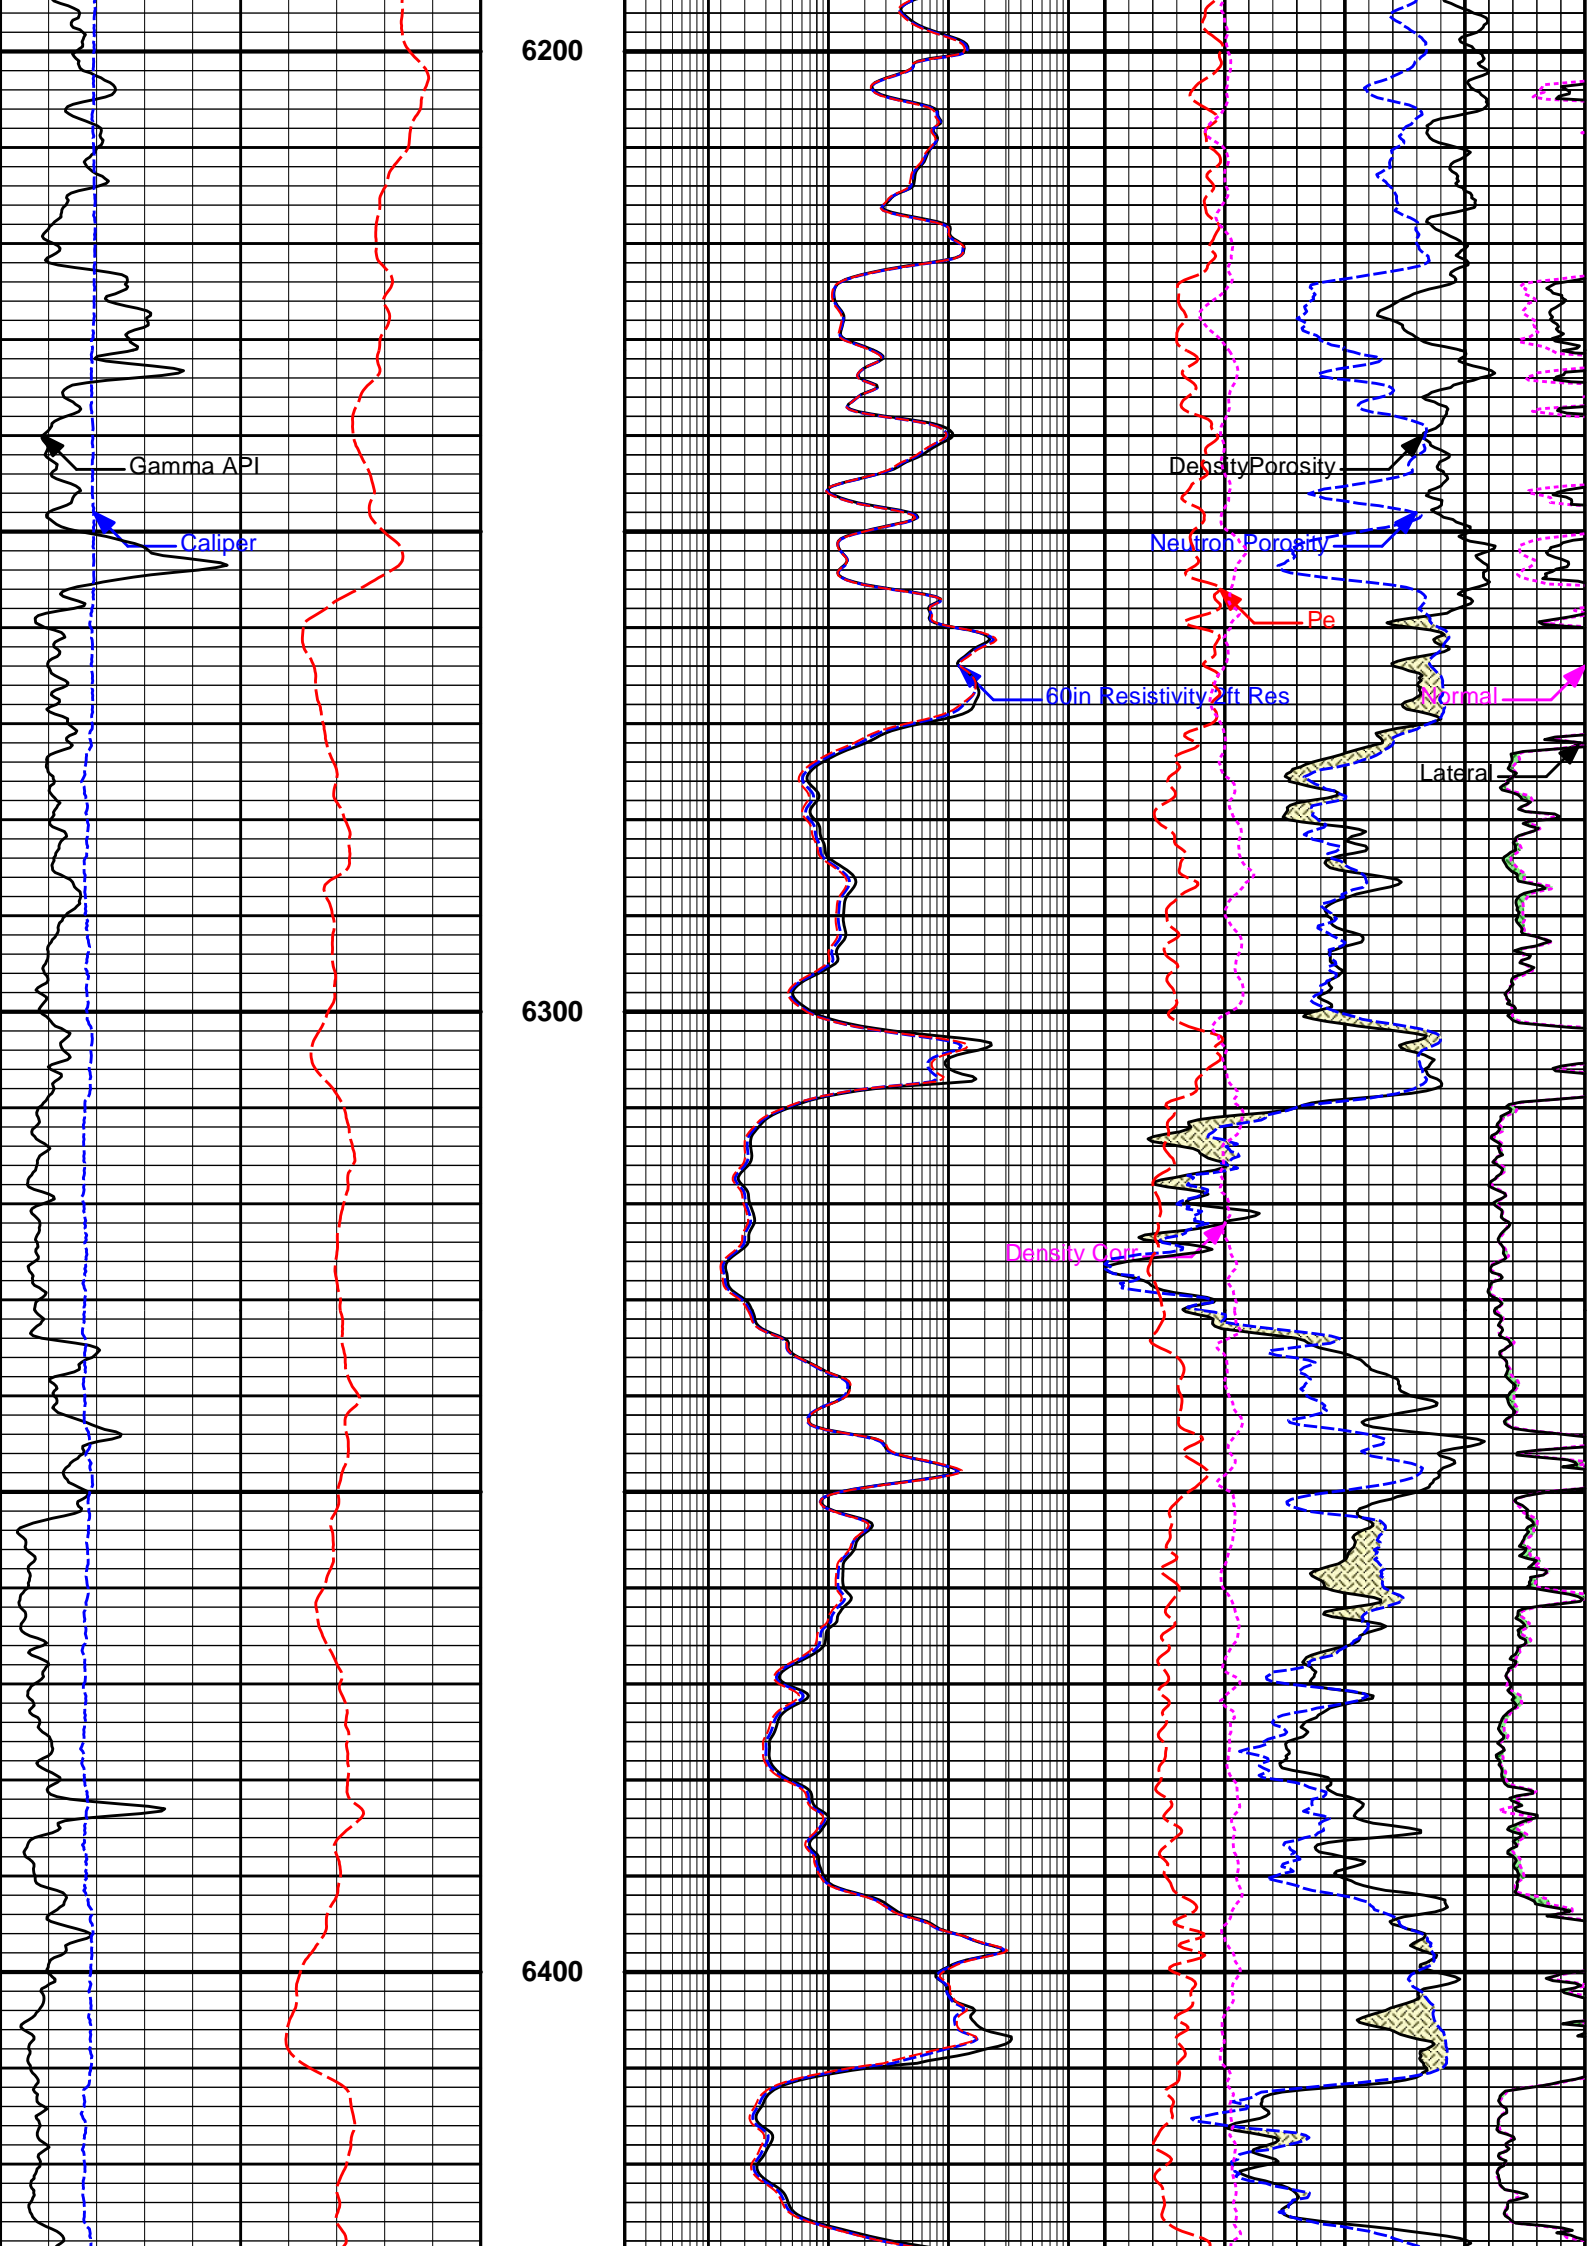 6200
Gamma API
DensityPorosity
Caliper
Neutron Porosity
Pe
60in Resistivity 2ft Res
Normal
Lateral
6300
Density Corr
6400